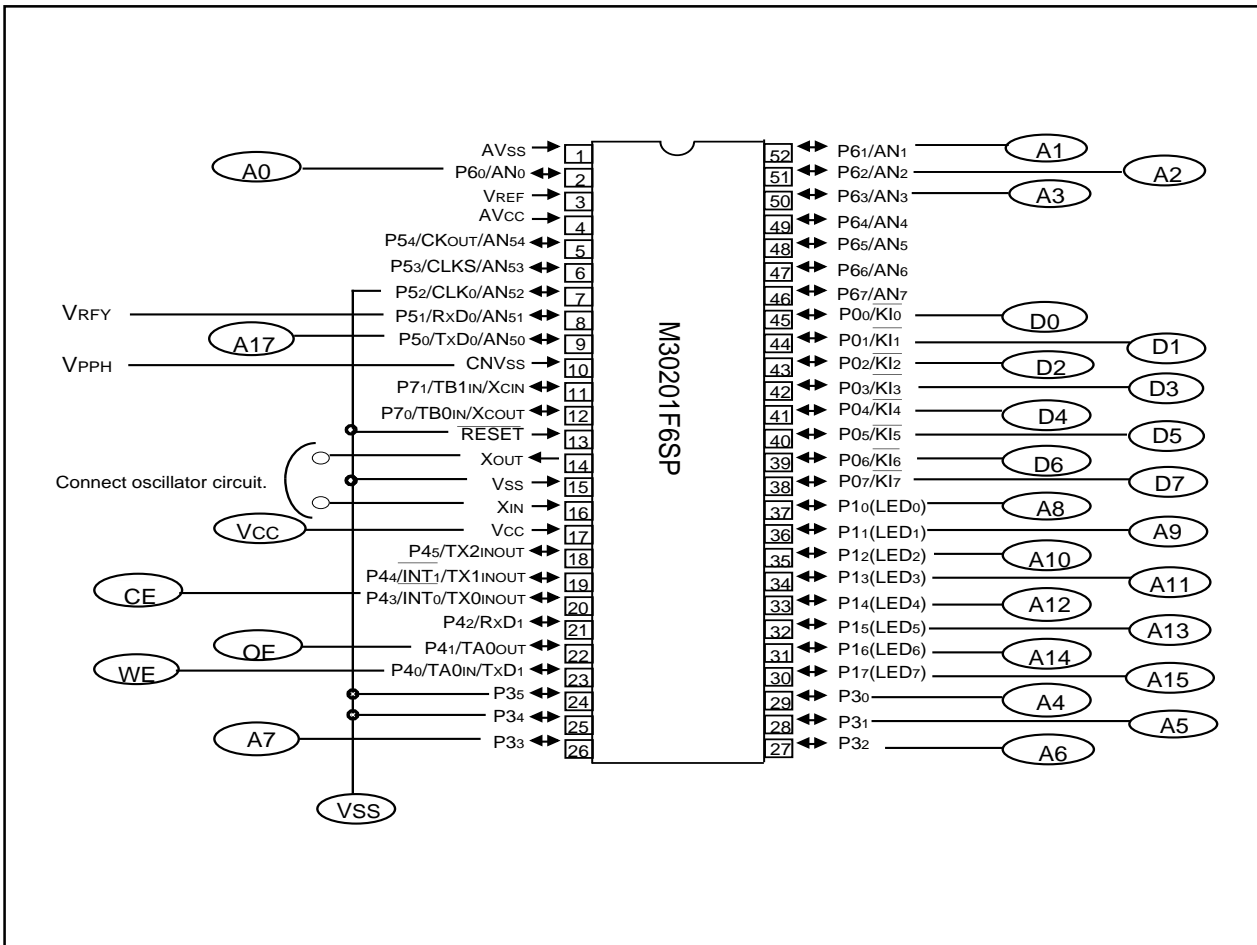 A0 AVSS 1 52 P61/AN1 A1
P60/AN0 2 51 P62/AN2 A2
VREF 3 50 P63/AN3 A3
AVCC 4 49 P64/AN4
P54/CKOUT/AN54 5 48 P65/AN5
P53/CLKS/AN53 6 47 P66/AN6
P52/CLK0/AN52 7 46 P67/AN7
VRFY P51/RxD0/AN51 8 45 P00/KI0 D0
A17 P50/TxD0/AN50 9 44 P01/KI1 D1
VPPH CNVSS 10 43 P02/KI2 D2
P71/TB1IN/XCIN 11 42 P03/KI3 D3
P70/TB0IN/XCOUT 12 41 P04/KI4 D4
RESET 13 40 P05/KI5 D5
XOUT 14 39 P06/KI6 D6
Connect oscillator circuit. VSS 15 38 P07/KI7 D7
XIN 16 37 P10(LED0) A8
VCC VCC 17 36 P11(LED1) A9
P45/TX2INOUT 18 35 P12(LED2) A10
P44/INT1/TX1INOUT 19 34 P13(LED3) A11
CE P43/INT0/TX0INOUT 20 33 P14(LED4) A12
P42/RxD1 21 32 P15(LED5) A13
OE P41/TA0OUT 22 31 P16(LED6) A14
WE P40/TA0IN/TxD1 23 30 P17(LED7) A15
P35 24 29 P30 A4
P34 25 28 P31 A5
A7 P33 26 27 P32 A6
M30201F6SP
VSS